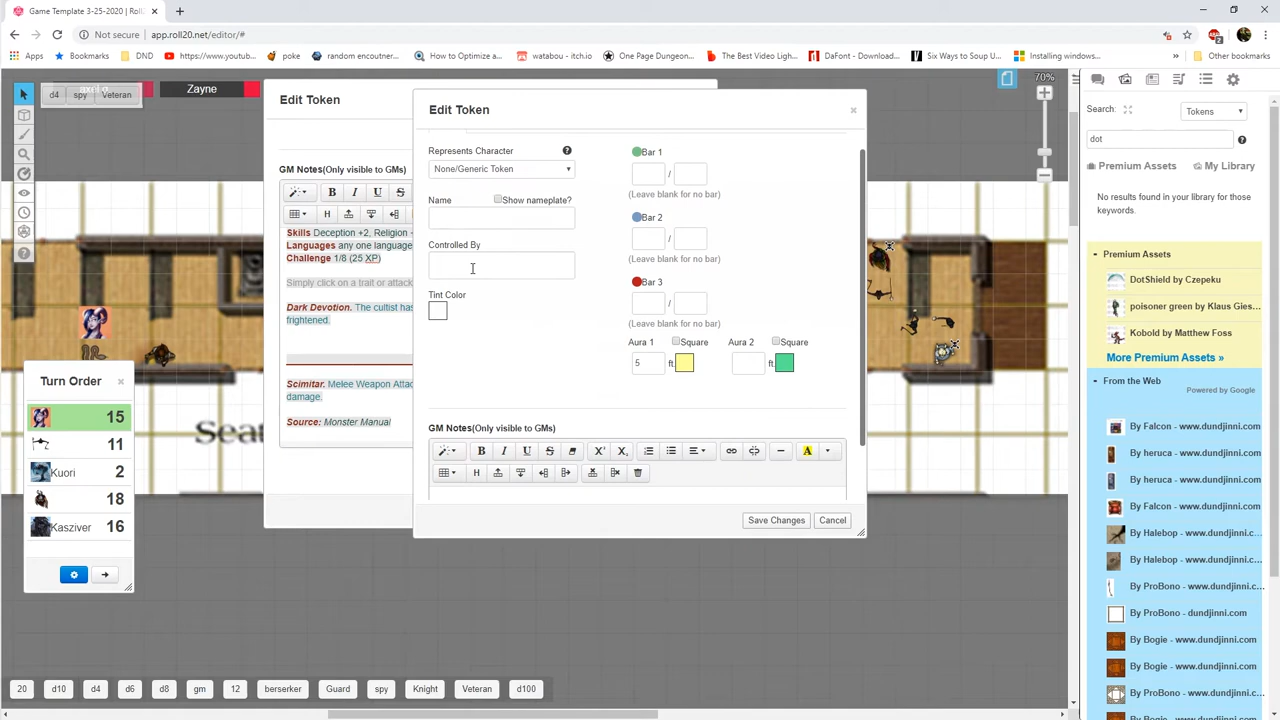 Game Template 3-25-2020 | Roll2
DND
Not secure | app.roll20.net/editor/#
Apps
Bookmarks
DND
https://www.youtube...
poke
random encoutner...
watabou - itch.io
How to Optimize a...
One Page Dungeon...
The Best Video Ligh...
DaFont - Download...
Six Ways to Soup U...
Installing windows...
Other bookmarks
d4
spy
Veteran
Zayne
70%
Edit Token
GM Notes(Only visible to GMs)
B I U S
H
Skills Deception +2, Religion
Languages any one language
Challenge 1/8 (25 XP)
Simply click on a trait or attack
Dark Devotion. The cultist has
frightened.
Scimitar. Melee Weapon Attac
damage.
Source: Monster Manual
Edit Token
Represents Character
None/Generic Token
Name
Show nameplate?
Controlled By
Tint Color
Bar 1
/
(Leave blank for no bar)
Bar 2
/
(Leave blank for no bar)
Bar 3
/
(Leave blank for no bar)
Aura 1
Square
Aura 2
Square
5
ft.
ft.
GM Notes(Only visible to GMs)
B I U S
H
Save Changes
Cancel
Turn Order
15
11
Kuori 2
18
Kasziver 16
Seat
20
d10
d4
d6
d8
gm
12
berserker
Guard
spy
Knight
Veteran
d100
Search:
Tokens
dot
Premium Assets
My Library
No results found in your library for those
keywords.
Premium Assets
DotShield by Czepeku
poisoner green by Klaus Gies...
Kobold by Matthew Foss
More Premium Assets »
From the Web
Powered by Google
By Falcon - www.dundjinni.com
By heruca - www.dundjinni.com
By heruca - www.dundjinni.com
By Falcon - www.dundjinni.com
By Halebop - www.dundjinni.c...
By Halebop - www.dundjinni.c...
By ProBono - www.dundjinni.c...
By ProBono - dundjinni.com
By Bogie - www.dundjinni.com
By Bogie - www.dundjinni.com
By ProBono - www.dundjinni.c...
By Falcon - www.dundjinni.com